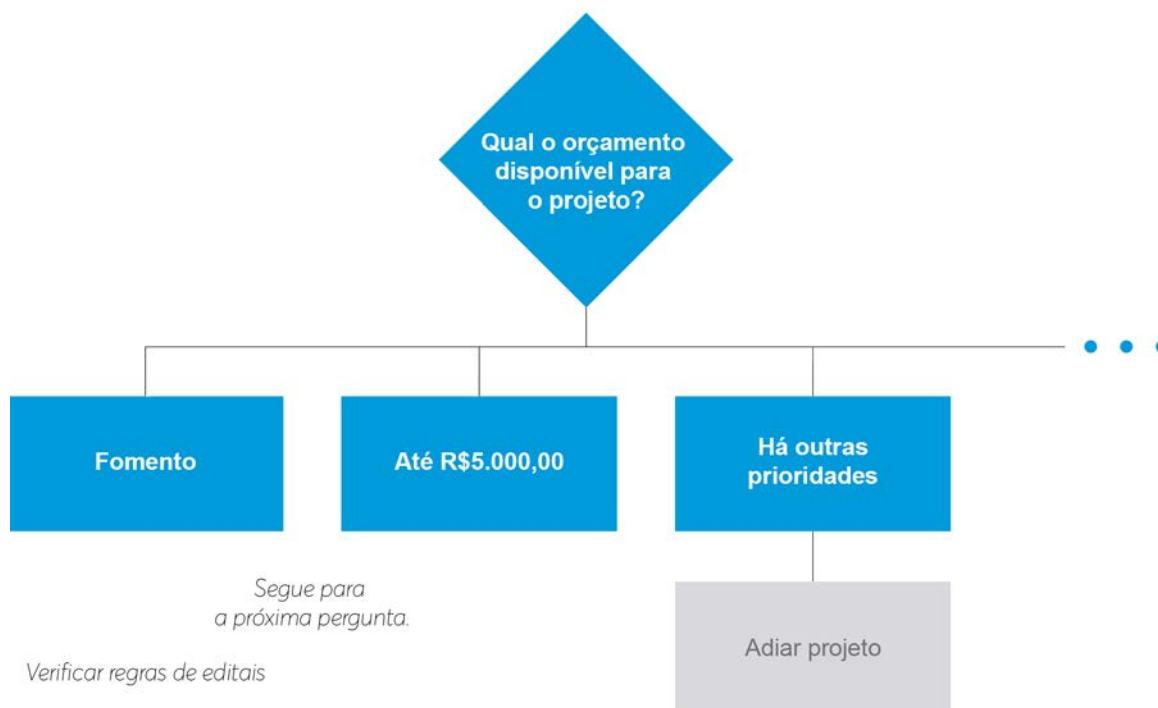 Qual o orçamento
disponível para
o projeto?
Fomento
Até R$5.000,00
Há outras
prioridades
Segue para
a próxima pergunta.
Verificar regras de editais
Adiar projeto